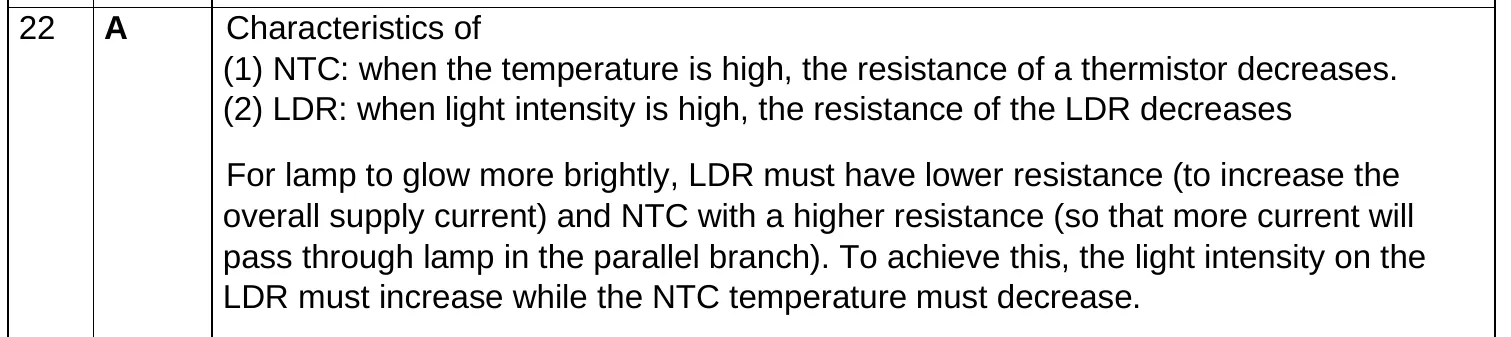 22 A Characteristics of
(1) NTC: when the temperature is high, the resistance of a thermistor decreases.
(2) LDR: when light intensity is high, the resistance of the LDR decreases
For lamp to glow more brightly, LDR must have lower resistance (to increase the
overall supply current) and NTC with a higher resistance (so that more current will
pass through lamp in the parallel branch). To achieve this, the light intensity on the
LDR must increase while the NTC temperature must decrease.